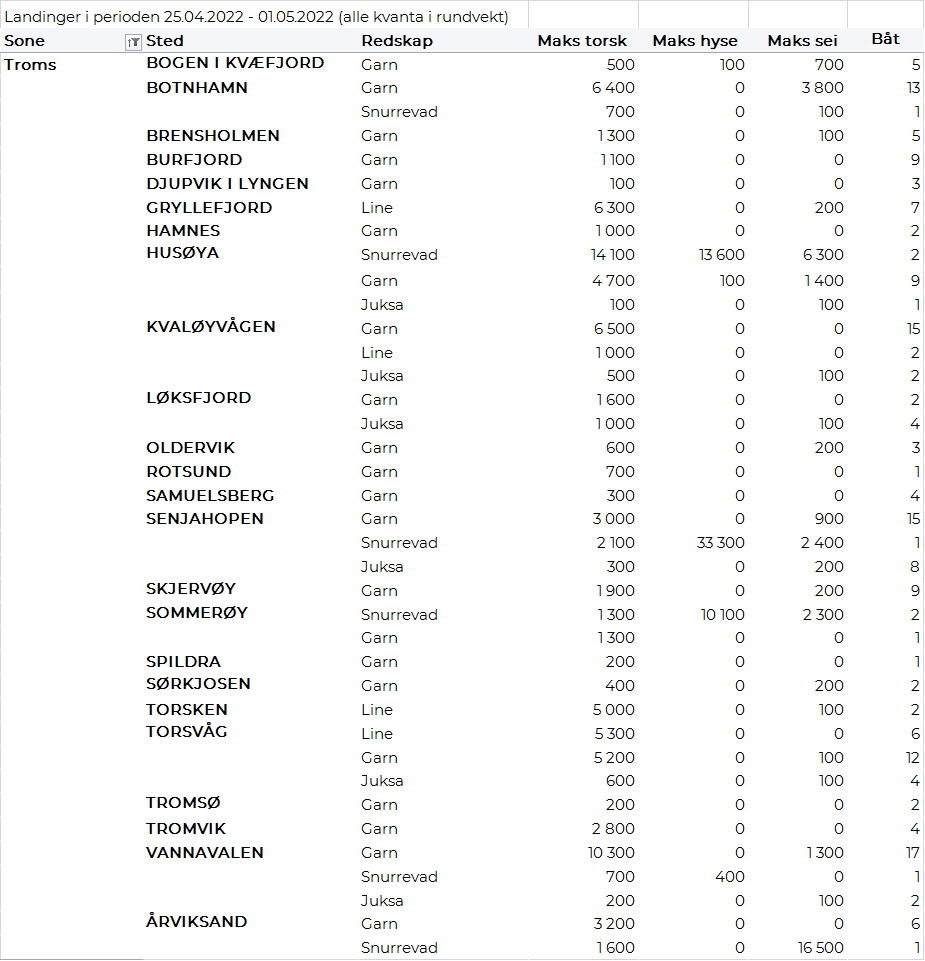 Landinger i perioden 25.04.2022 - 01.05.2022 (alle kvanta i rundvekt)
Sone Sted Redskap Maks torsk Maks hyse Maks sei Båt
Troms BOGEN I KVÆFJORD Garn 500 100 700 5
BOTNHAMN Garn 6 400 0 3 800 13
Snurrevad 700 0 100 1
BRENSHOLMEN Garn 1 300 0 100 5
BURFJORD Garn 1 100 0 0 9
DJUPVIK I LYNGEN Garn 100 0 0 3
GRYLLEFJORD Line 6 300 0 200 7
HAMNES Garn 1 000 0 0 2
HUSØYA Snurrevad 14 100 13 600 6 300 2
Garn 4 700 100 1 400 9
Juksa 100 0 100 1
KVALØYVÅGEN Garn 6 500 0 0 15
Line 1 000 0 0 2
Juksa 500 0 100 2
LØKSFJORD Garn 1 600 0 0 2
Juksa 1 000 0 100 4
OLDERVIK Garn 600 0 200 3
ROTSUND Garn 700 0 0 1
SAMUELSBERG Garn 300 0 0 4
SENJAHOPEN Garn 3 000 0 900 15
Snurrevad 2 100 33 300 2 400 1
Juksa 300 0 200 8
SKJERVØY Garn 1 900 0 200 9
SOMMERØY Snurrevad 1 300 10 100 2 300 2
Garn 1 300 0 0 1
SPILDRA Garn 200 0 0 1
SØRKJOSEN Garn 400 0 200 2
TORSKEN Line 5 000 0 100 2
TORSVÅG Line 5 300 0 0 6
Garn 5 200 0 100 12
Juksa 600 0 100 4
TROMSØ Garn 200 0 0 2
TROMVIK Garn 2 800 0 0 4
VANNAVALEN Garn 10 300 0 1 300 17
Snurrevad 700 400 0 1
Juksa 200 0 100 2
ÅRVIKSAND Garn 3 200 0 0 6
Snurrevad 1 600 0 16 500 1